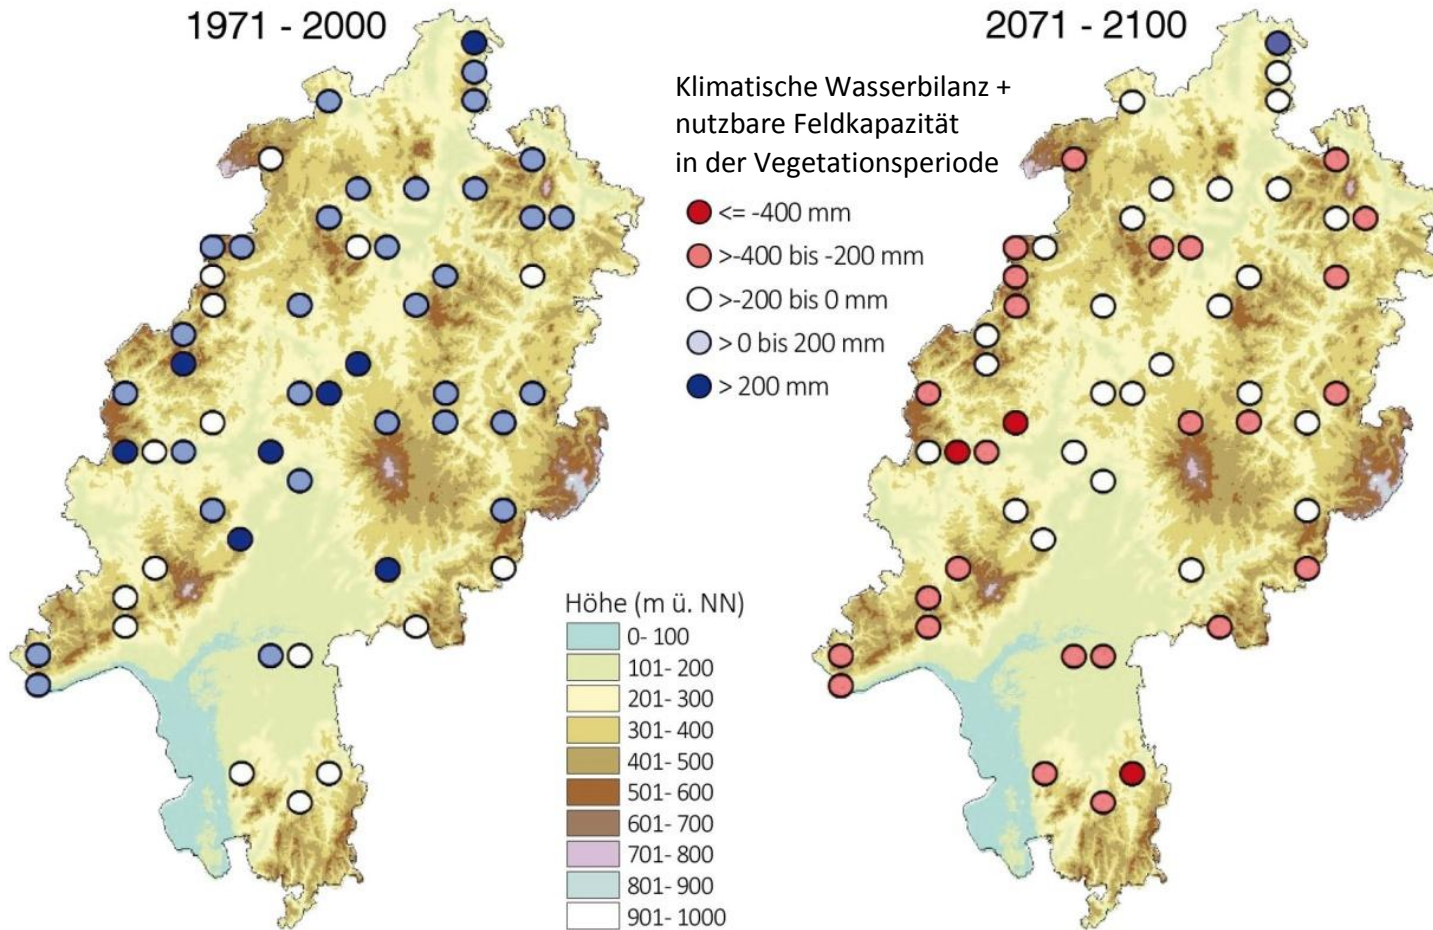 1971 - 2000
2071 - 2100
Klimatische Wasserbilanz +
nutzbare Feldkapazität
in der Vegetationsperiode
<= -400 mm
>-400 bis -200 mm
>-200 bis 0 mm
> 0 bis 200 mm
> 200 mm
Höhe (m ü. NN)
0- 100
101- 200
201- 300
301- 400
401- 500
501- 600
601- 700
701- 800
801- 900
901- 1000